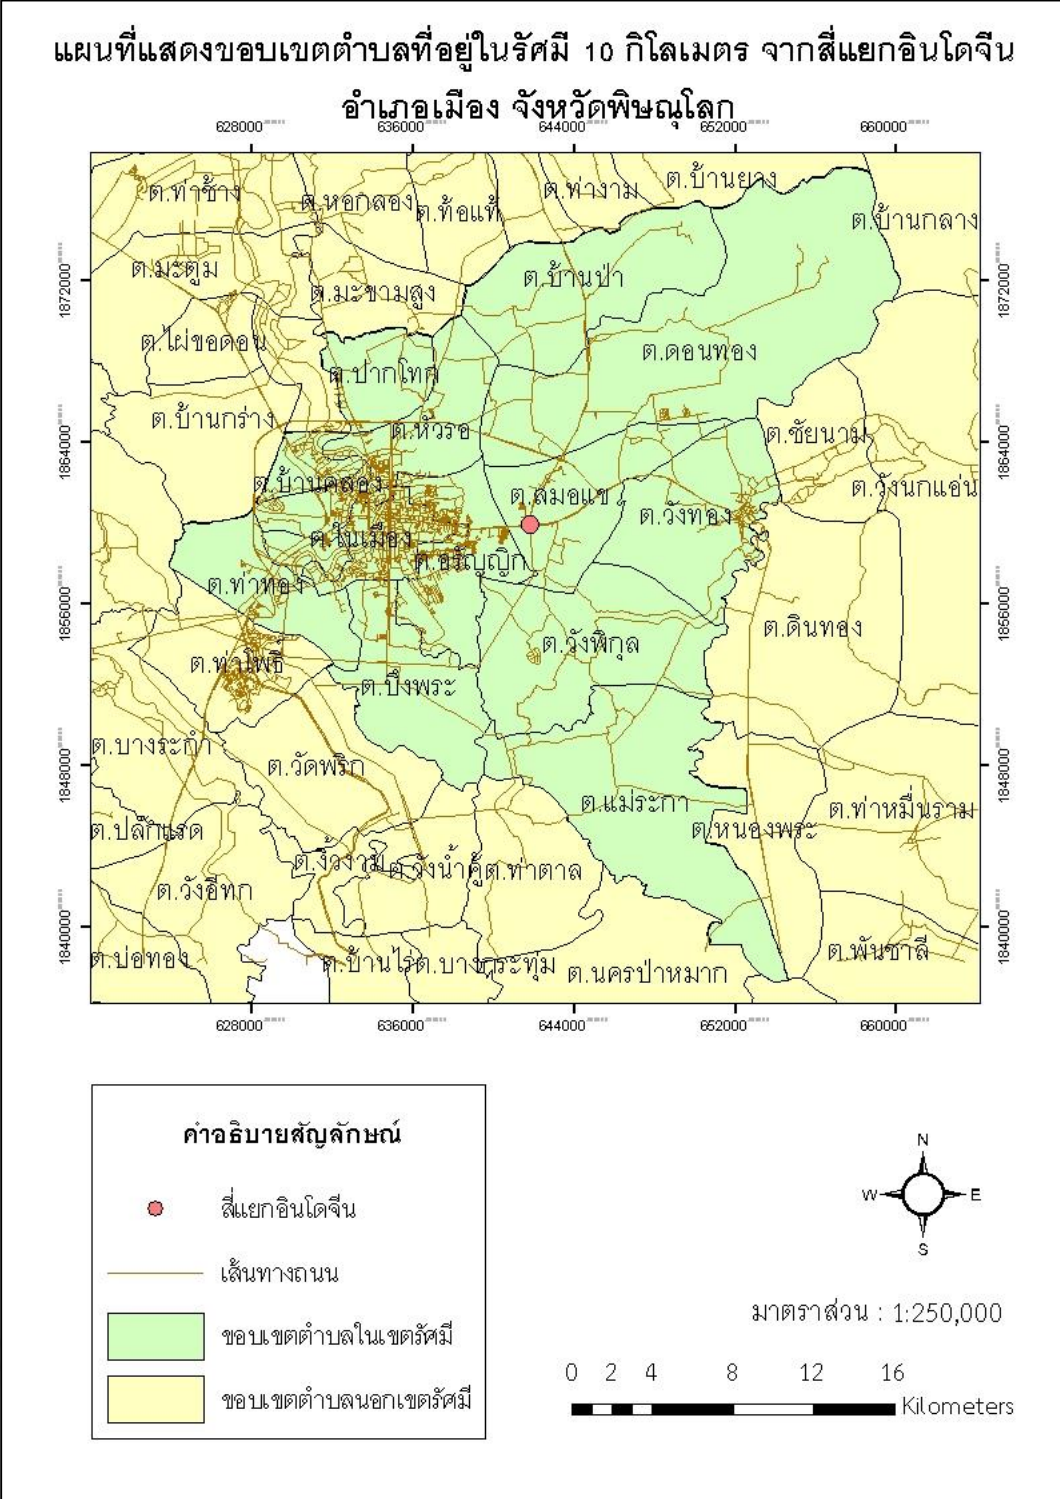 แผนที่แสดงขอบเขตตำบลที่อยู่ในรัศมี 10 กิโลเมตร จากสี่แยกอินโดจีน
อำเภอเมือง จังหวัดพิษณุโลก
628000 636000 644000 652000 660000
ต.ท่าช้าง
ต.หอกลอง
ต.ท้อแท้
ต.พ่างาม
ต.บ้านยาง
ต.บ้านกลาง
1872000
1872000
ต.มะตูม
ต.มะขามสูง
ต.บ้านป่า
ต.ไผ่ขอดอน
ต.ปากโทก
ต.ดอนทอง
ต.บ้านกร่าง
ต.หัวรอ
ต.ชัยนาม
1864000
1864000
ต.บ้านคลอง
ต.สมอแข
ต.วังทอง
ต.วังนกแอ่น
ต.ในเมือง
ต.อรัญญิก
ต.ท่าทอง
1856000
1856000
ต.วังพิกุล
ต.ดินทอง
ต.ท่าโพธิ์
ต.บึงพระ
ต.บางระกำ
ต.วัดพริก
1848000
1848000
ต.แม่ระกา
ต.ท่าหมื่นราม
ต.ปลักแรด
ต.หนองพระ
ต.งิ้วงาม
ต.วังน้ำคู้
ต.ท่าตาล
ต.วังอีทก
1840000
1840000
ต.บ่อทอง
ต.บ้านไร่
ต.บางกระทุ่ม
ต.นครป่าหมาก
ต.พันชาลี
628000 636000 644000 652000 660000
คำอธิบายสัญลักษณ์
สี่แยกอินโดจีน
เส้นทางถนน
ขอบเขตตำบลในเขตรัศมี
ขอบเขตตำบลนอกเขตรัศมี
N
W E
S
มาตราส่วน : 1:250,000
0 2 4 8 12 16
Kilometers